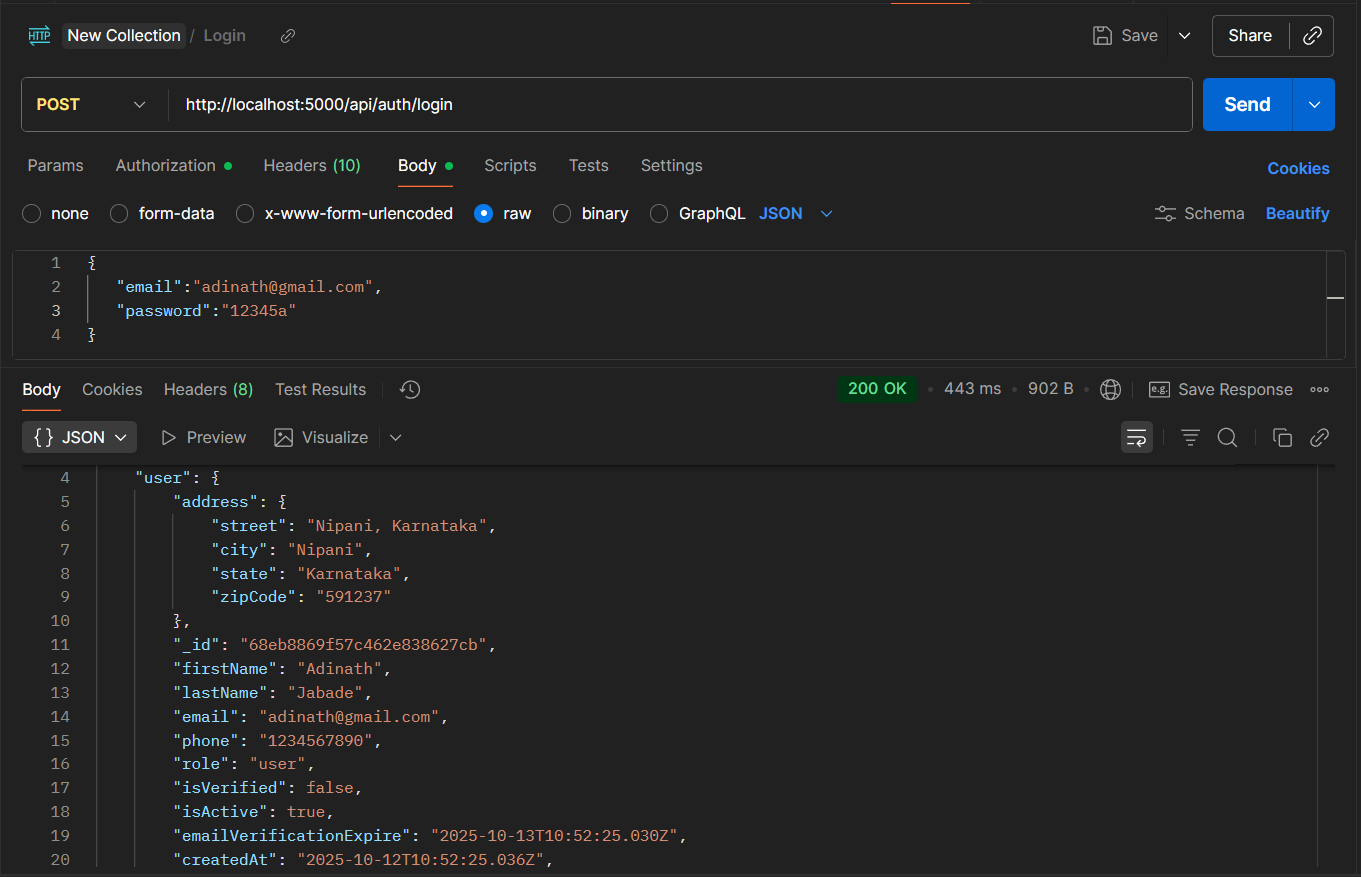 HTTP New Collection / Login Save Share
POST http://localhost:5000/api/auth/login Send
Params Authorization Headers (10) Body Scripts Tests Settings Cookies
none form-data x-www-form-urlencoded raw binary GraphQL JSON Schema Beautify
1 {
2 "email":"adinath@gmail.com",
3 "password":"12345a"
4 }
Body Cookies Headers (8) Test Results 200 OK • 443 ms • 902 B • e.g. Save Response
{} JSON Preview Visualize
4 "user": {
5 "address": {
6 "street": "Nipani, Karnataka",
7 "city": "Nipani",
8 "state": "Karnataka",
9 "zipCode": "591237"
10 },
11 "_id": "68eb8869f57c462e838627cb",
12 "firstName": "Adinath",
13 "lastName": "Jabade",
14 "email": "adinath@gmail.com",
15 "phone": "1234567890",
16 "role": "user",
17 "isVerified": false,
18 "isActive": true,
19 "emailVerificationExpire": "2025-10-13T10:52:25.030Z",
20 "createdAt": "2025-10-12T10:52:25.036Z",